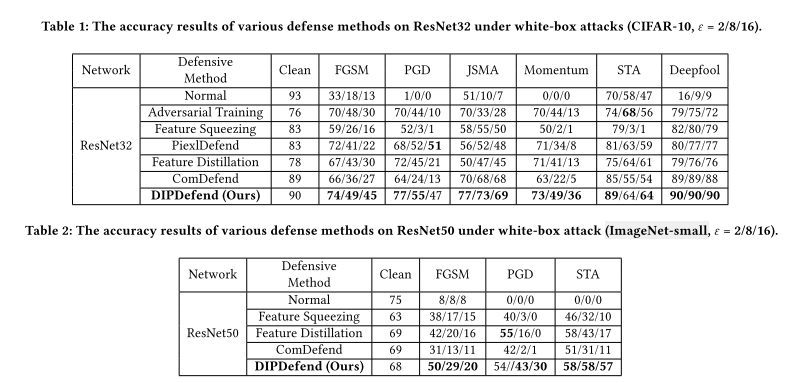 Table 1: The accuracy results of various defense methods on ResNet32 under white-box attacks (CIFAR-10, ε = 2/8/16).
Network Defensive Method Clean FGSM PGD JSMA Momentum STA Deepfool
ResNet32
Normal 93 33/18/13 1/0/0 51/10/7 0/0/0 70/58/47 16/9/9
Adversarial Training 76 70/48/30 70/44/10 70/33/28 70/44/13 74/68/56 79/75/72
Feature Squeezing 83 59/26/16 52/3/1 58/55/50 50/2/1 79/3/1 82/80/79
PiexlDefend 83 72/41/22 68/52/51 56/52/48 71/34/8 81/63/59 80/77/77
Feature Distillation 78 67/43/30 72/45/21 50/47/45 71/41/13 75/64/61 79/76/76
ComDefend 89 66/36/27 64/24/13 70/68/68 63/22/5 85/55/54 89/89/88
DIPDefend (Ours) 90 74/49/45 77/55/47 77/73/69 73/49/36 89/64/64 90/90/90
Table 2: The accuracy results of various defense methods on ResNet50 under white-box attack (ImageNet-small, ε = 2/8/16).
Network Defensive Method Clean FGSM PGD STA
ResNet50
Normal 75 8/8/8 0/0/0 0/0/0
Feature Squeezing 63 38/17/15 40/3/0 46/32/10
Feature Distillation 69 42/20/16 55/16/0 58/43/17
ComDefend 69 31/13/11 42/2/1 51/31/11
DIPDefend (Ours) 68 50/29/20 54//43/30 58/58/57